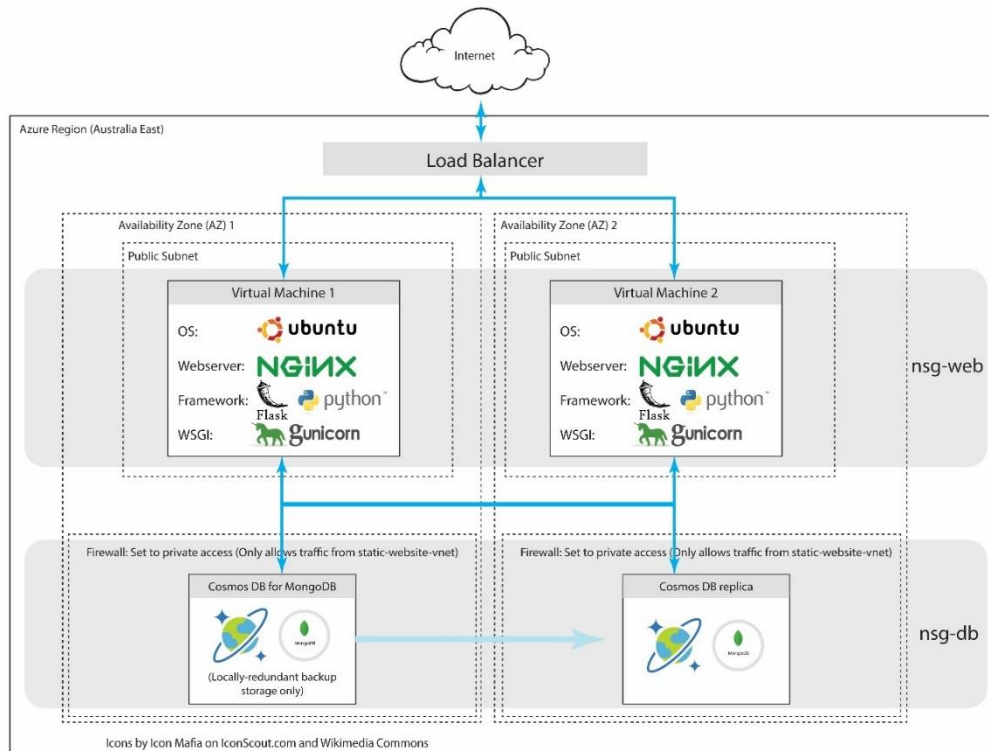 Internet
Azure Region (Australia East)
Load Balancer
Availability Zone (AZ) 1
Availability Zone (AZ) 2
Public Subnet
Public Subnet
Virtual Machine 1
OS:
ubuntu
Webserver:
NGINX
Framework:
Flask
python™
WSGI:
gunicorn
Virtual Machine 2
OS:
ubuntu
Webserver:
NGINX
Framework:
Flask
python™
WSGI:
gunicorn
nsg-web
Firewall: Set to private access (Only allows traffic from static-website-vnet)
Firewall: Set to private access (Only allows traffic from static-website-vnet)
Cosmos DB for MongoDB
MongoDB
(Locally-redundant backup
storage only)
Cosmos DB replica
MongoDB
nsg-db
Icons by Icon Mafia on IconScout.com and Wikimedia Commons